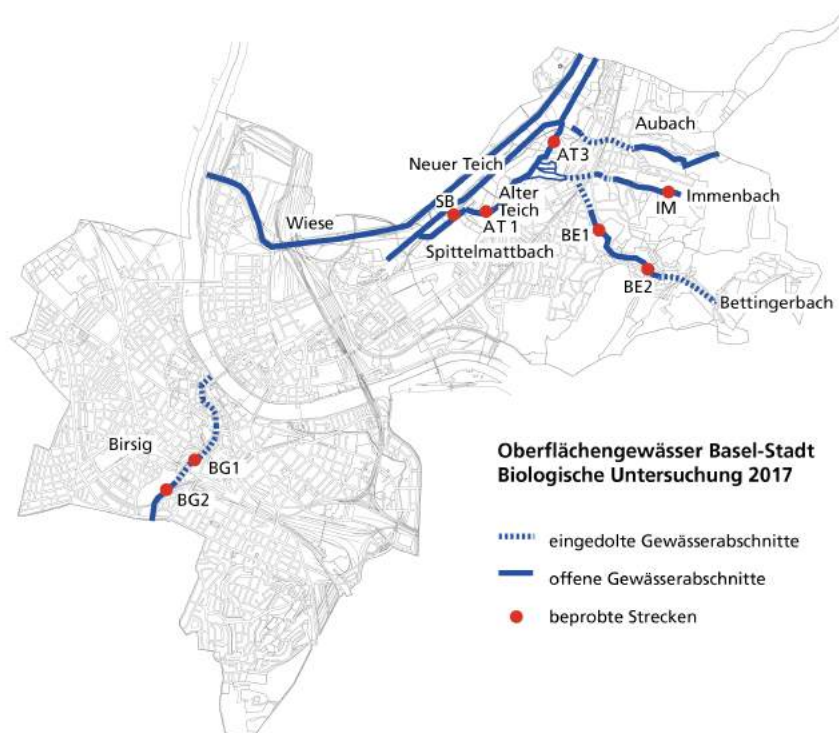 Aubach
Neuer Teich
AT3
SB
Alter
Teich
Immenbach
IM
Wiese
AT 1
Spittelmattbach
BE1
BE2
Bettingerbach
Birsig
BG1
BG2
Oberflächengewässer Basel-Stadt
Biologische Untersuchung 2017
eingedolte Gewässerabschnitte
offene Gewässerabschnitte
beprobte Strecken